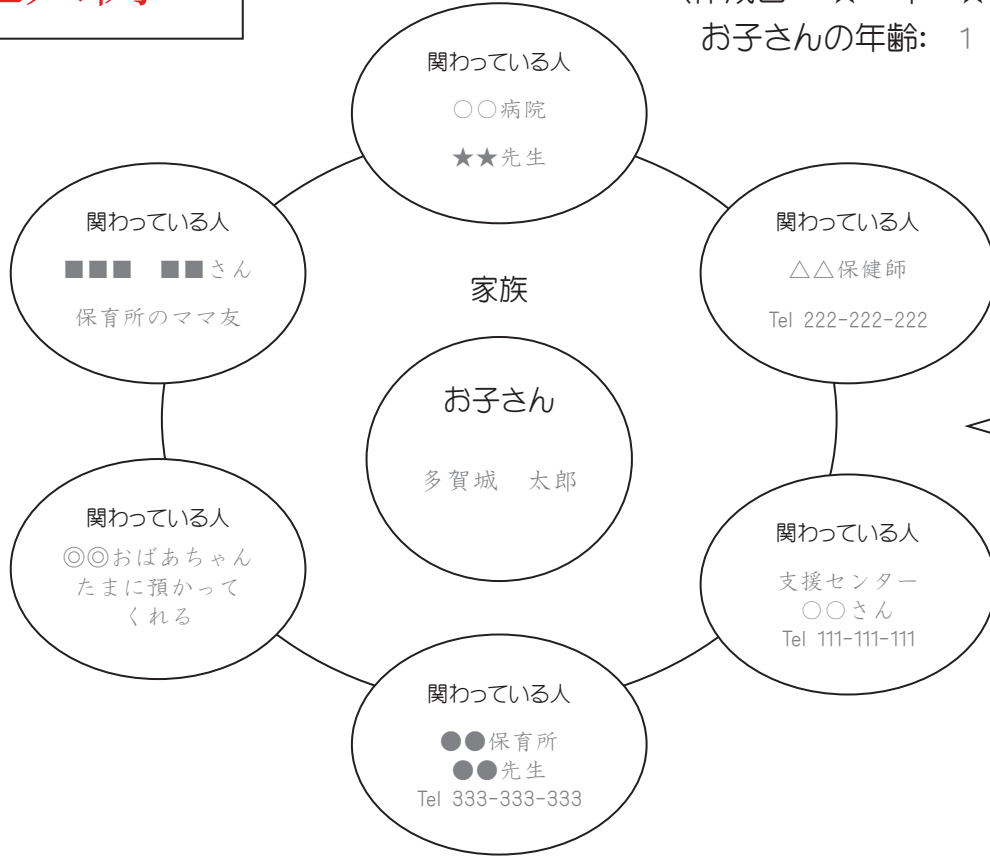 お子さんの年齢: 1
関わっている人
○○病院
★★先生
関わっている人
■■■　■■さん
保育所のママ友
関わっている人
△△保健師
Tel 222-222-222
家族
お子さん
多賀城　太郎
関わっている人
◎◎おばあちゃん
たまに預かって
くれる
関わっている人
支援センター
○○さん
Tel 111-111-111
関わっている人
●●保育所
●●先生
Tel 333-333-333